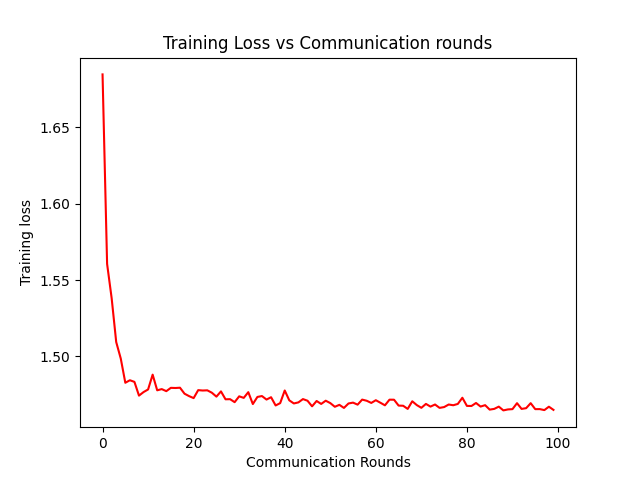 Training Loss vs Communication rounds
1.65
1.60
1.55
1.50
Training loss
0 20 40 60 80 100
Communication Rounds